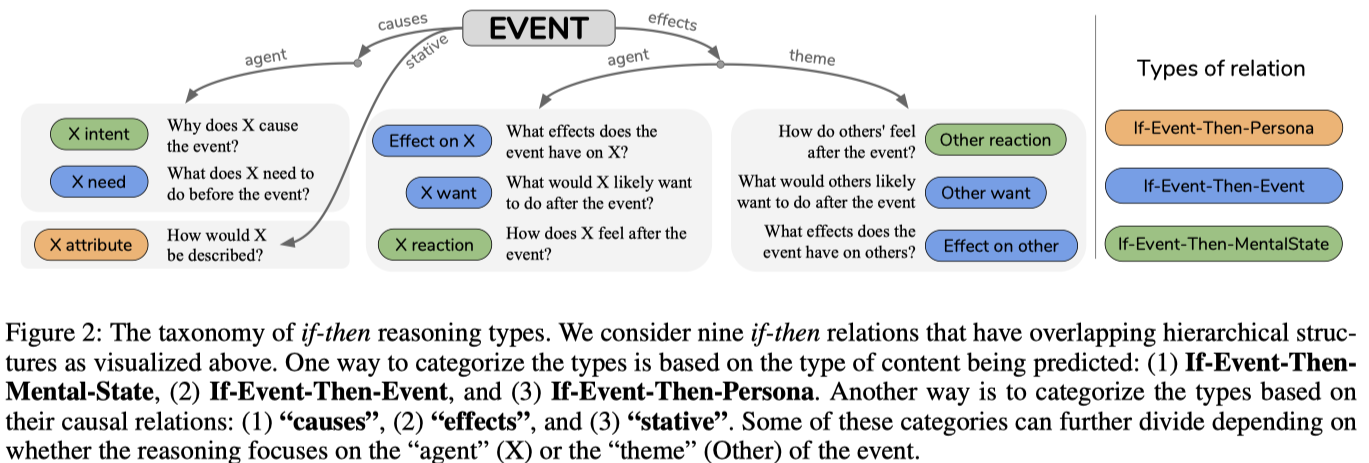 EVENT
causes
effects
stative
agent
agent
theme
X intent
Why does X cause
the event?
X need
What does X need to
do before the event?
X attribute
How would X
be described?
Effect on X
What effects does the
event have on X?
X want
What would X likely want
to do after the event?
X reaction
How does X feel after the
event?
How do others' feel
after the event?
Other reaction
What would others likely
want to do after the event
Other want
What effects does the
event have on others?
Effect on other
Types of relation
If-Event-Then-Persona
If-Event-Then-Event
If-Event-Then-MentalState
Figure 2: The taxonomy of if-then reasoning types. We consider nine if-then relations that have overlapping hierarchical struc-
tures as visualized above. One way to categorize the types is based on the type of content being predicted: (1) If-Event-Then-
Mental-State, (2) If-Event-Then-Event, and (3) If-Event-Then-Persona. Another way is to categorize the types based on
their causal relations: (1) “causes”, (2) “effects”, and (3) “stative”. Some of these categories can further divide depending on
whether the reasoning focuses on the “agent” (X) or the “theme” (Other) of the event.